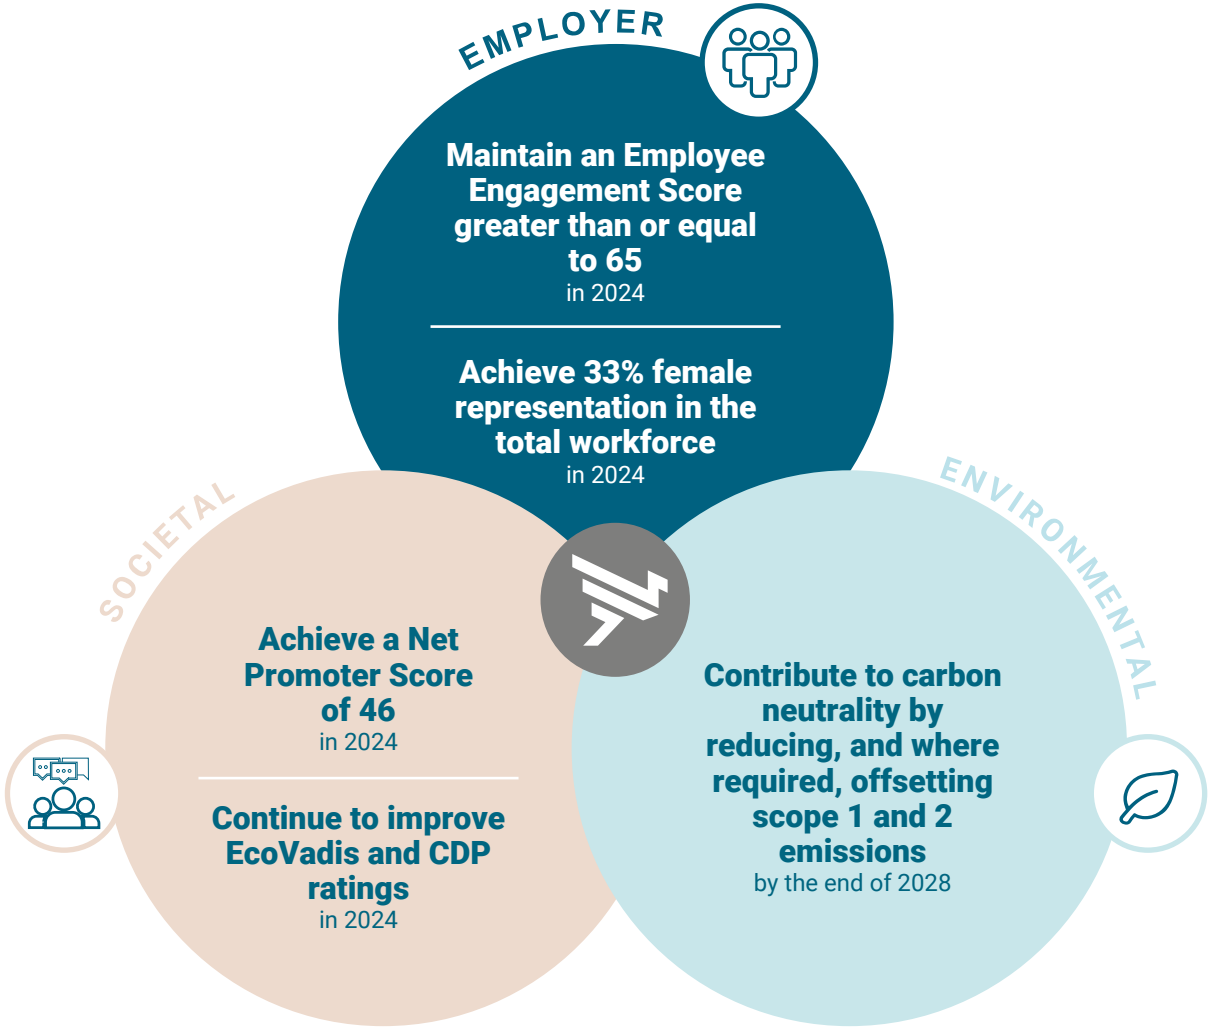 EMPLOYER
Maintain an Employee
Engagement Score
greater than or equal
to 65
in 2024
Achieve 33% female
representation in the
total workforce
in 2024
SOCIETAL
Achieve a Net
Promoter Score
of 46
in 2024
Continue to improve
EcoVadis and CDP
ratings
in 2024
ENVIRONMENTAL
Contribute to carbon
neutrality by
reducing, and where
required, offsetting
scope 1 and 2
emissions
by the end of 2028